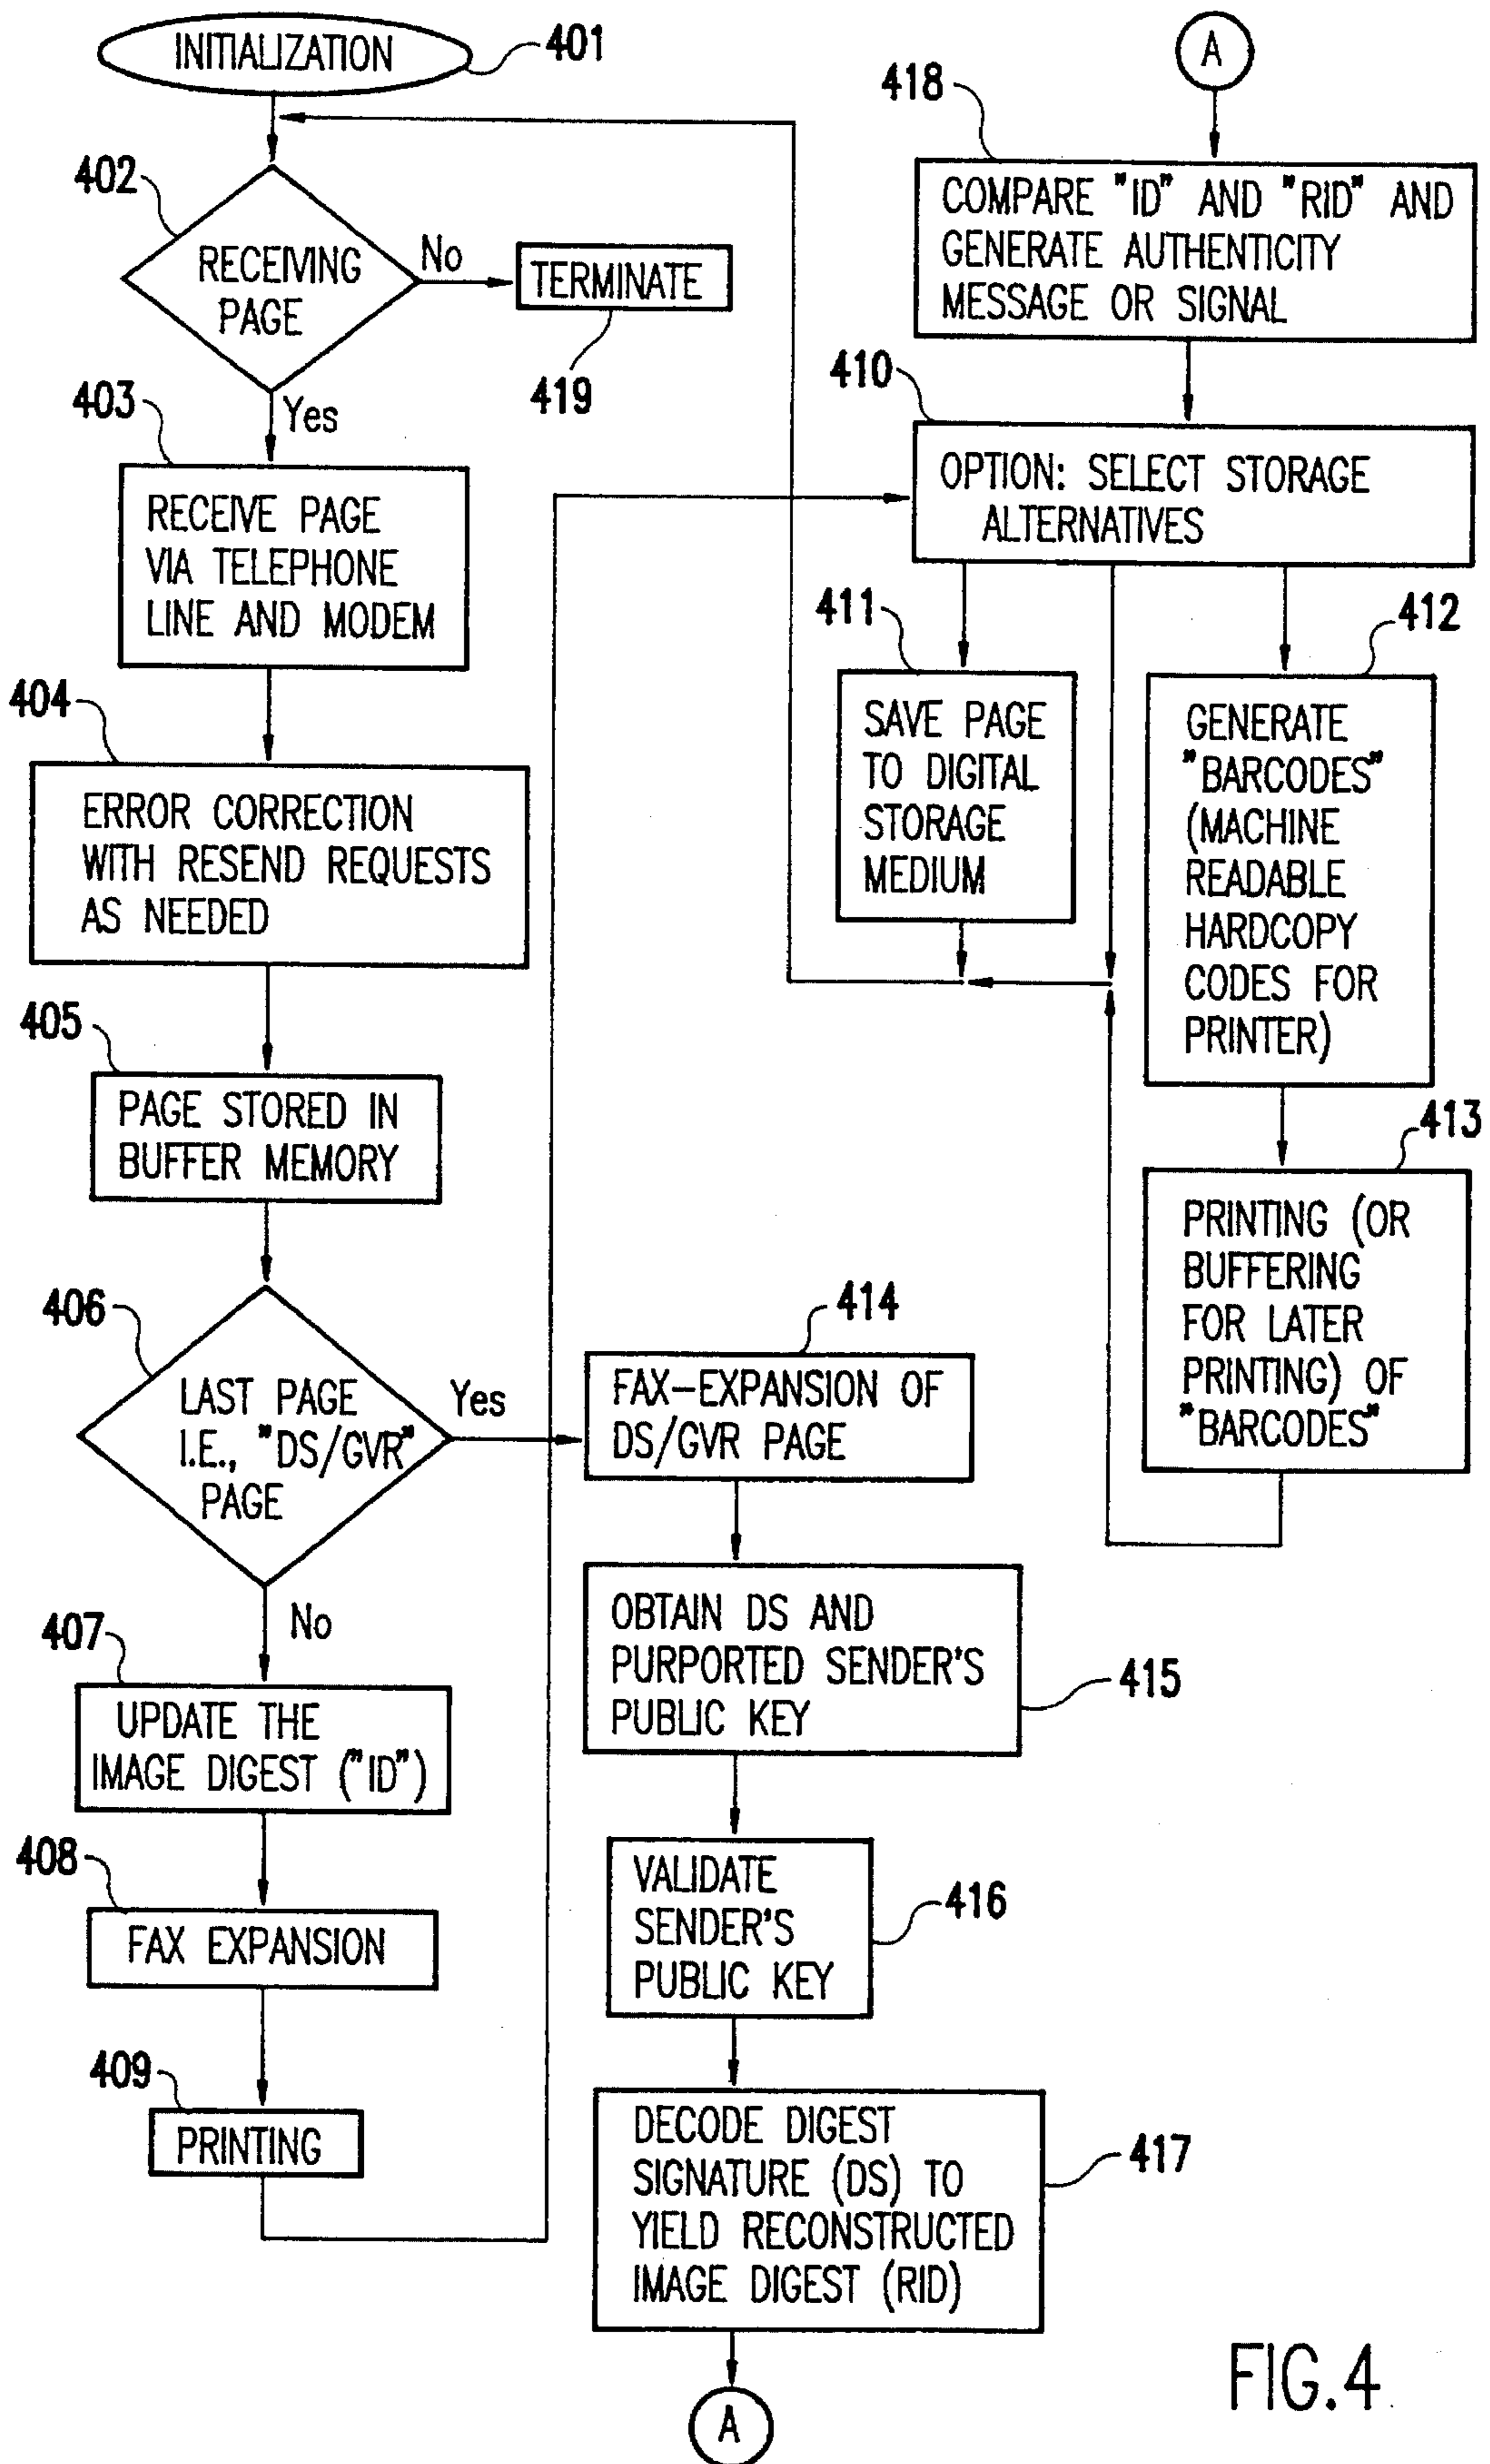 INITIALIZATION
401
402
RECEIVING
PAGE
No
TERMINATE
419
Yes
403
RECEIVE PAGE
VIA TELEPHONE
LINE AND MODEM
404
ERROR CORRECTION
WITH RESEND REQUESTS
AS NEEDED
405
PAGE STORED IN
BUFFER MEMORY
406
LAST PAGE
I.E., "DS/GVR"
PAGE
Yes
No
407
UPDATE THE
IMAGE DIGEST ("ID")
408
FAX EXPANSION
409
PRINTING
414
FAX-EXPANSION OF
DS/GVR PAGE
OBTAIN DS AND
PURPORTED SENDER'S
PUBLIC KEY
415
VALIDATE
SENDER'S
PUBLIC KEY
416
DECODE DIGEST
SIGNATURE (DS) TO
YIELD RECONSTRUCTED
IMAGE DIGEST (RID)
417
A
A
418
COMPARE "ID" AND "RID" AND
GENERATE AUTHENTICITY
MESSAGE OR SIGNAL
410
OPTION: SELECT STORAGE
ALTERNATIVES
411
SAVE PAGE
TO DIGITAL
STORAGE
MEDIUM
412
GENERATE
"BARCODES"
(MACHINE
READABLE
HARDCOPY
CODES FOR
PRINTER)
413
PRINTING (OR
BUFFERING
FOR LATER
PRINTING) OF
"BARCODES"
FIG.4